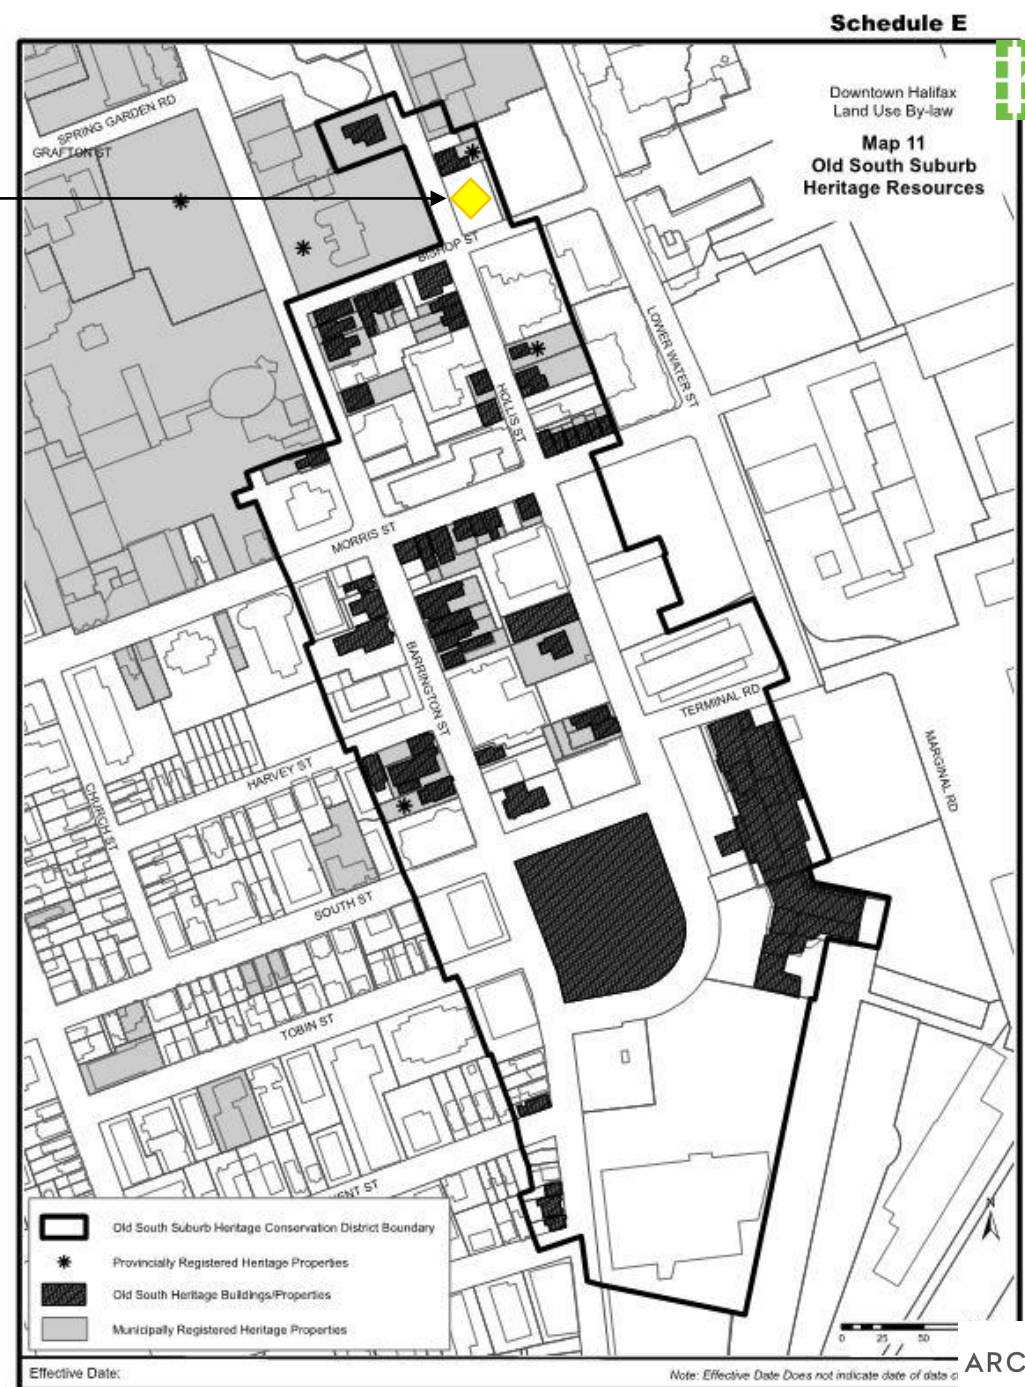 Schedule E
Downtown Halifax
Land Use By-law
Map 11
Old South Suburb
Heritage Resources
SPRING GARDEN RD
GRAFTON ST
BISHOP ST
LOWER WATER ST
HOLLIS ST
MORRIS ST
BARRINGTON ST
TERMINAL RD
MARGINAL RD
HARVEY ST
CHURCH ST
SOUTH ST
TOBIN ST
ENT ST
N
Old South Suburb Heritage Conservation District Boundary
Provincially Registered Heritage Properties
Old South Heritage Buildings/Properties
Municipally Registered Heritage Properties
0 25 50
Effective Date:
Note: Effective Date Does not indicate date of data c
ARC